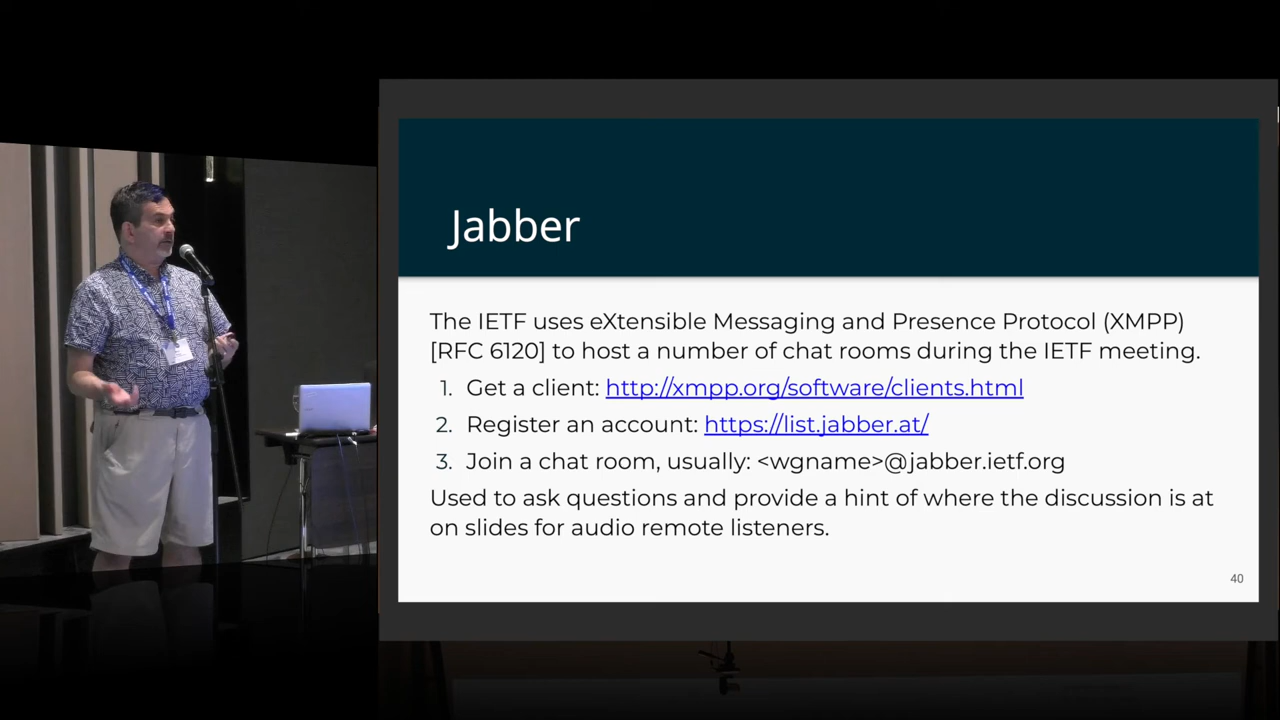 Jabber
The IETF uses eXtensible Messaging and Presence Protocol (XMPP)
[RFC 6120] to host a number of chat rooms during the IETF meeting.
1. Get a client: http://xmpp.org/software/clients.html
2. Register an account: https://list.jabber.at/
3. Join a chat room, usually: <wgname>@jabber.ietf.org
Used to ask questions and provide a hint of where the discussion is at
on slides for audio remote listeners.
40